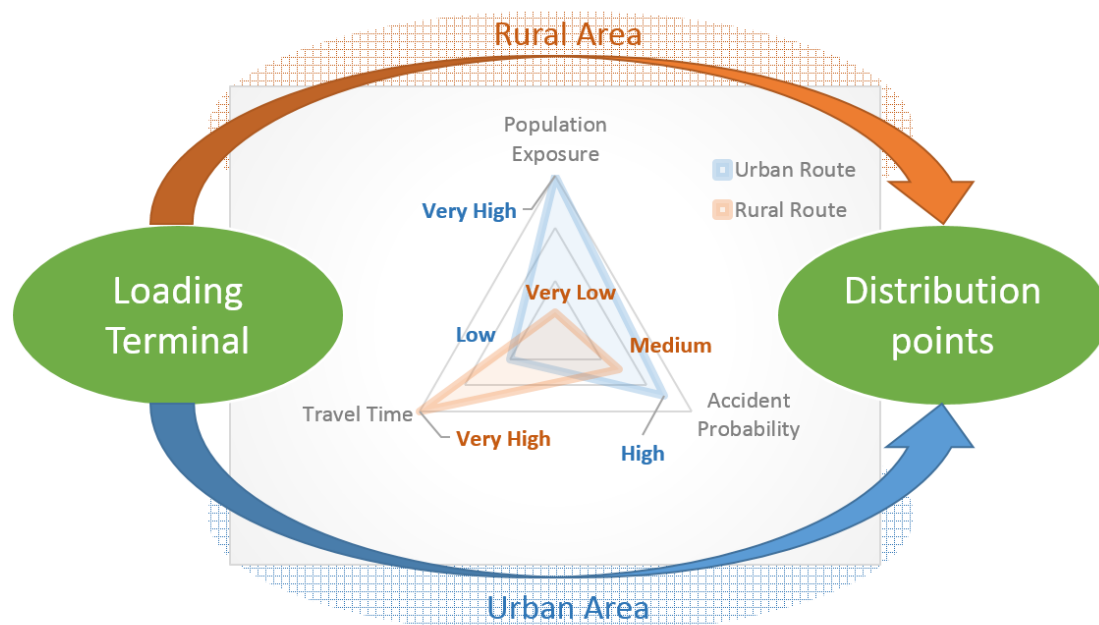 Rural Area
Population
Exposure
Urban Route
Very High
Rural Route
Loading
Terminal
Very Low
Low
Medium
Distribution
points
Travel Time
Accident
Probability
Very High
High
Urban Area